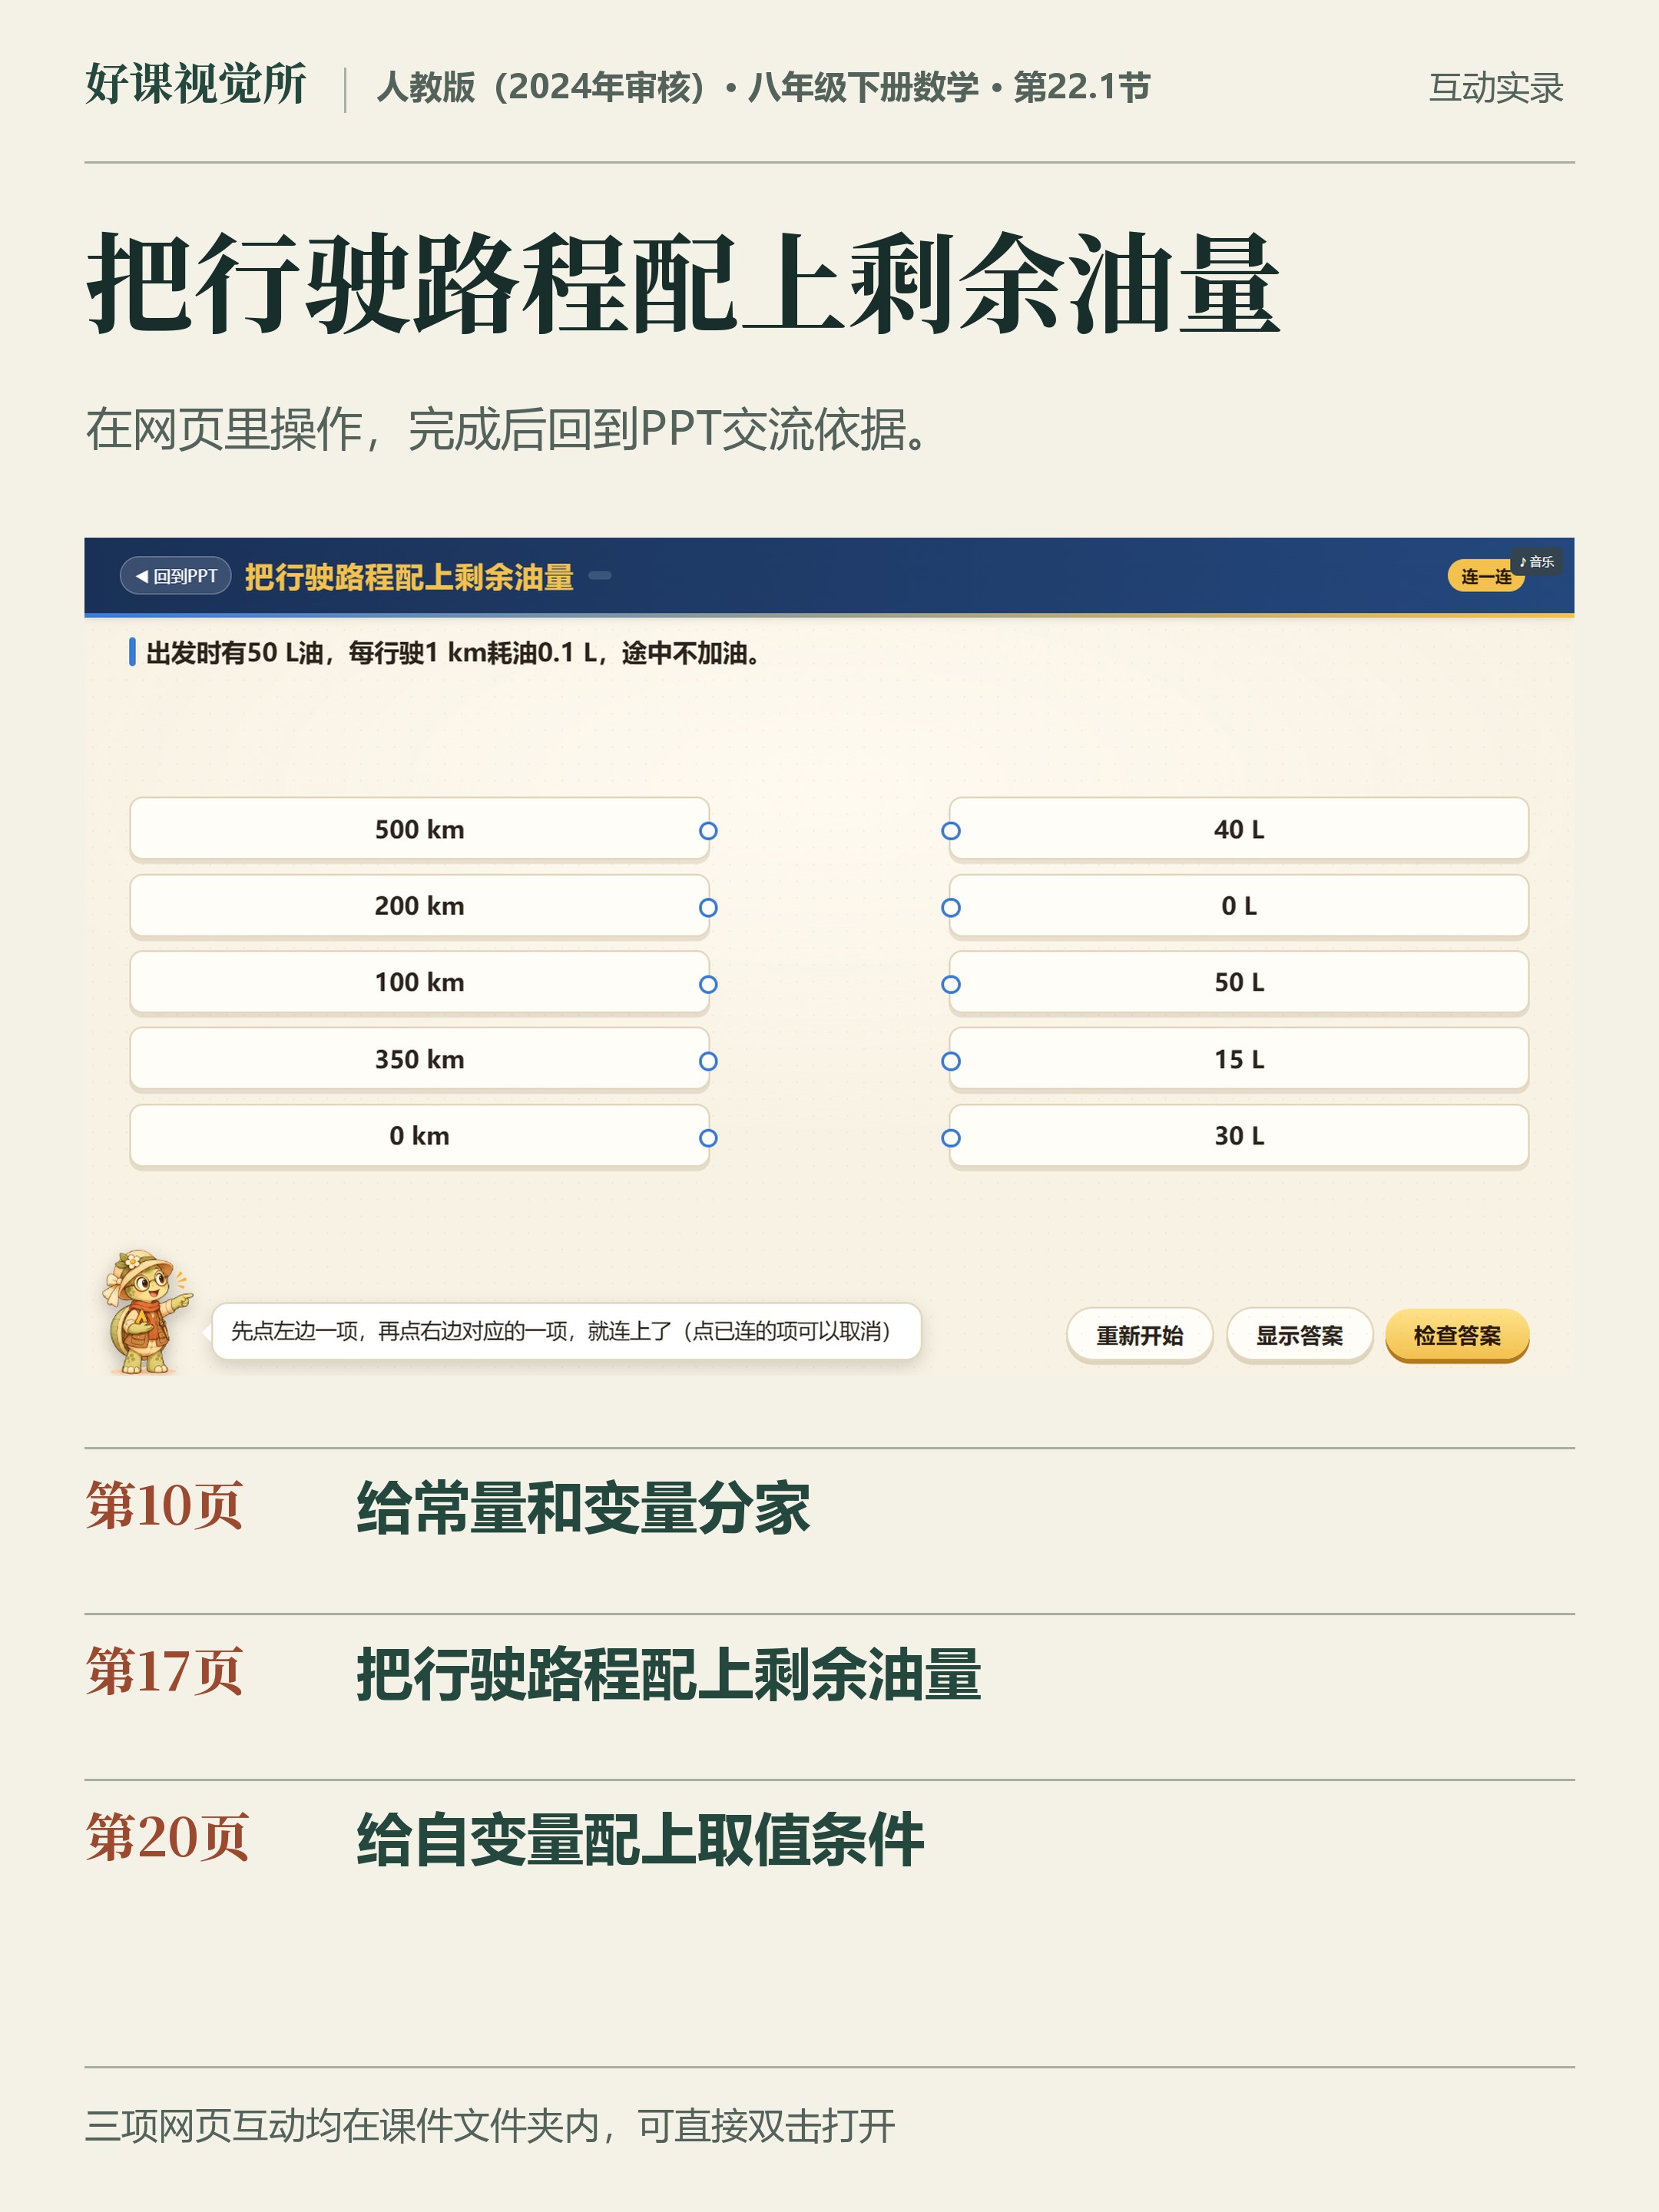 好课视觉所
人教版（2024年审核）• 八年级下册数学 • 第22.1节
互动实录
把行驶路程配上剩余油量
在网页里操作，完成后回到PPT交流依据。
◀ 回到PPT
把行驶路程配上剩余油量
连一连
♪ 音乐
出发时有50 L油，每行驶1 km耗油0.1 L，途中不加油。
500 km
40 L
200 km
0 L
100 km
50 L
350 km
15 L
0 km
30 L
先点左边一项，再点右边对应的一项，就连上了（点已连的项可以取消）
重新开始
显示答案
检查答案
第10页 给常量和变量分家
第17页 把行驶路程配上剩余油量
第20页 给自变量配上取值条件
三项网页互动均在课件文件夹内，可直接双击打开